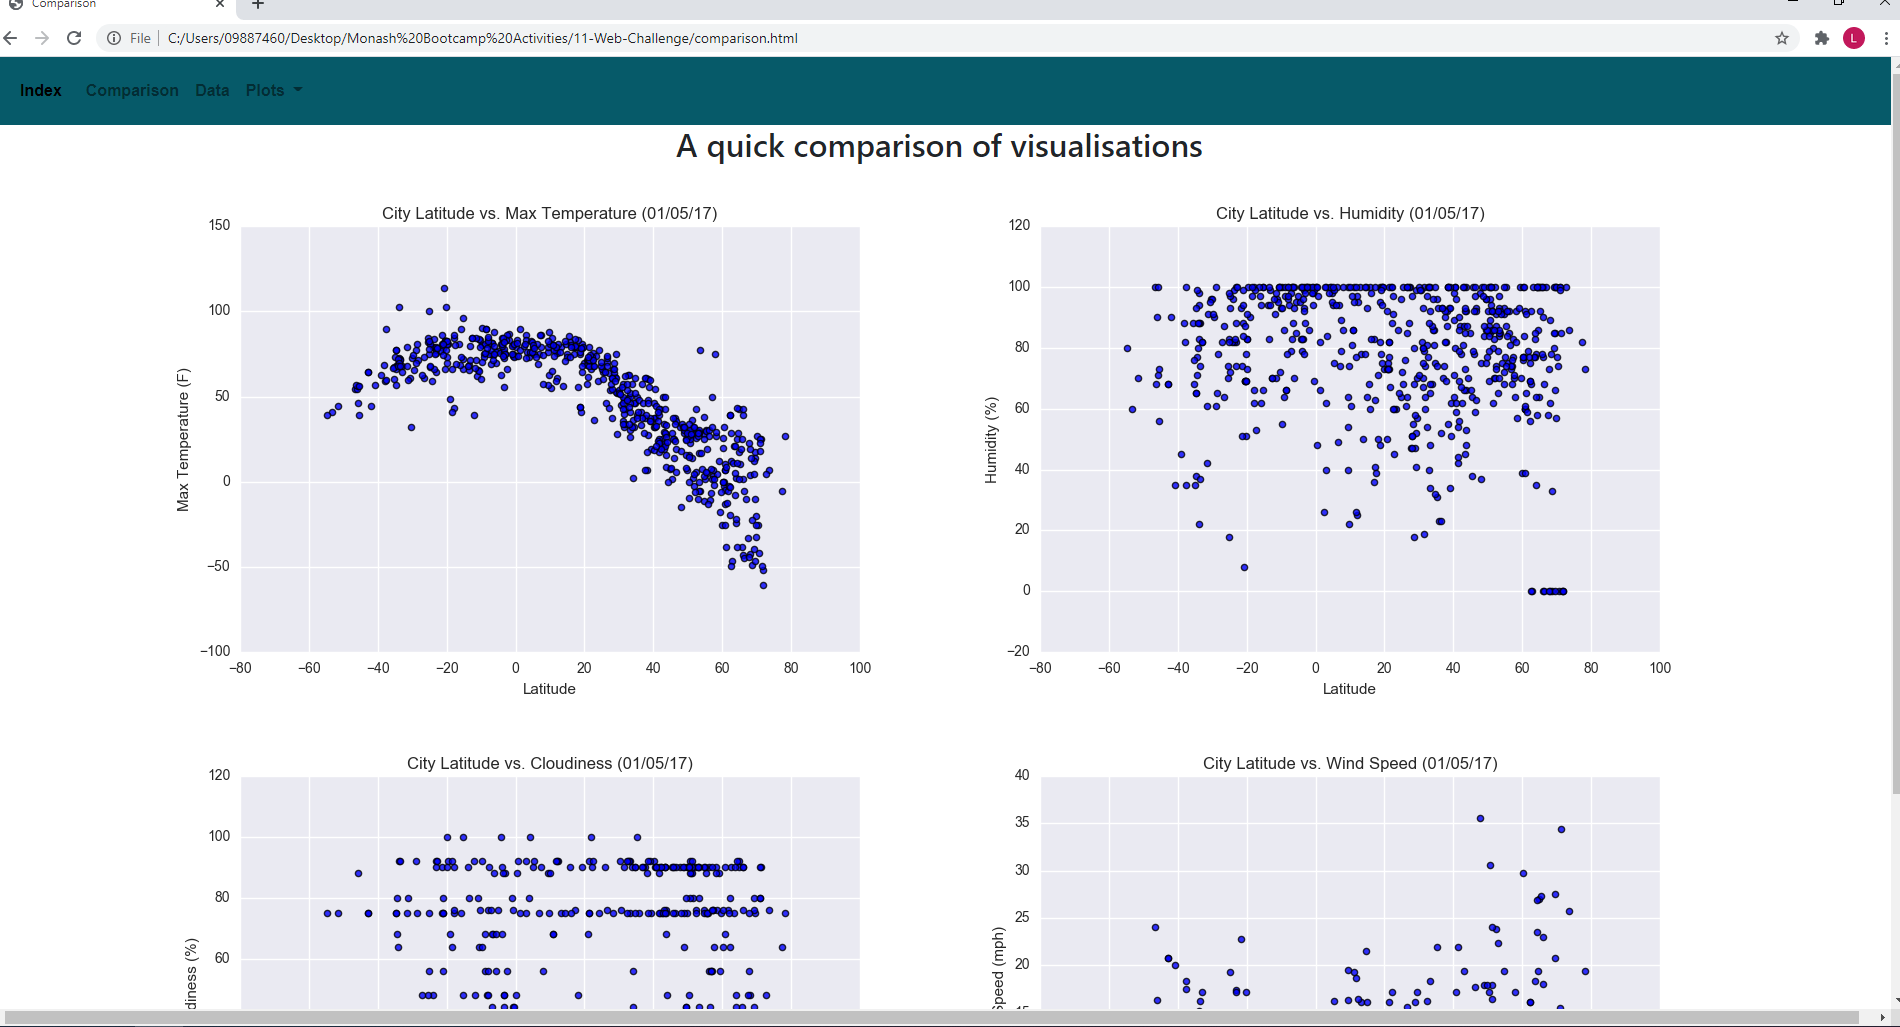 Comparison
File C:/Users/09887460/Desktop/Monash%20Bootcamp%20Activities/11-Web-Challenge/comparison.html
L
Index Comparison Data Plots
A quick comparison of visualisations
City Latitude vs. Max Temperature (01/05/17)
150
100
50
0
−50
−100
Max Temperature (F)
−80 −60 −40 −20 0 20 40 60 80 100
Latitude
City Latitude vs. Humidity (01/05/17)
120
100
80
60
40
20
0
−20
Humidity (%)
−80 −60 −40 −20 0 20 40 60 80 100
Latitude
City Latitude vs. Cloudiness (01/05/17)
120
100
80
60
diness (%)
City Latitude vs. Wind Speed (01/05/17)
40
35
30
25
20
15
Speed (mph)